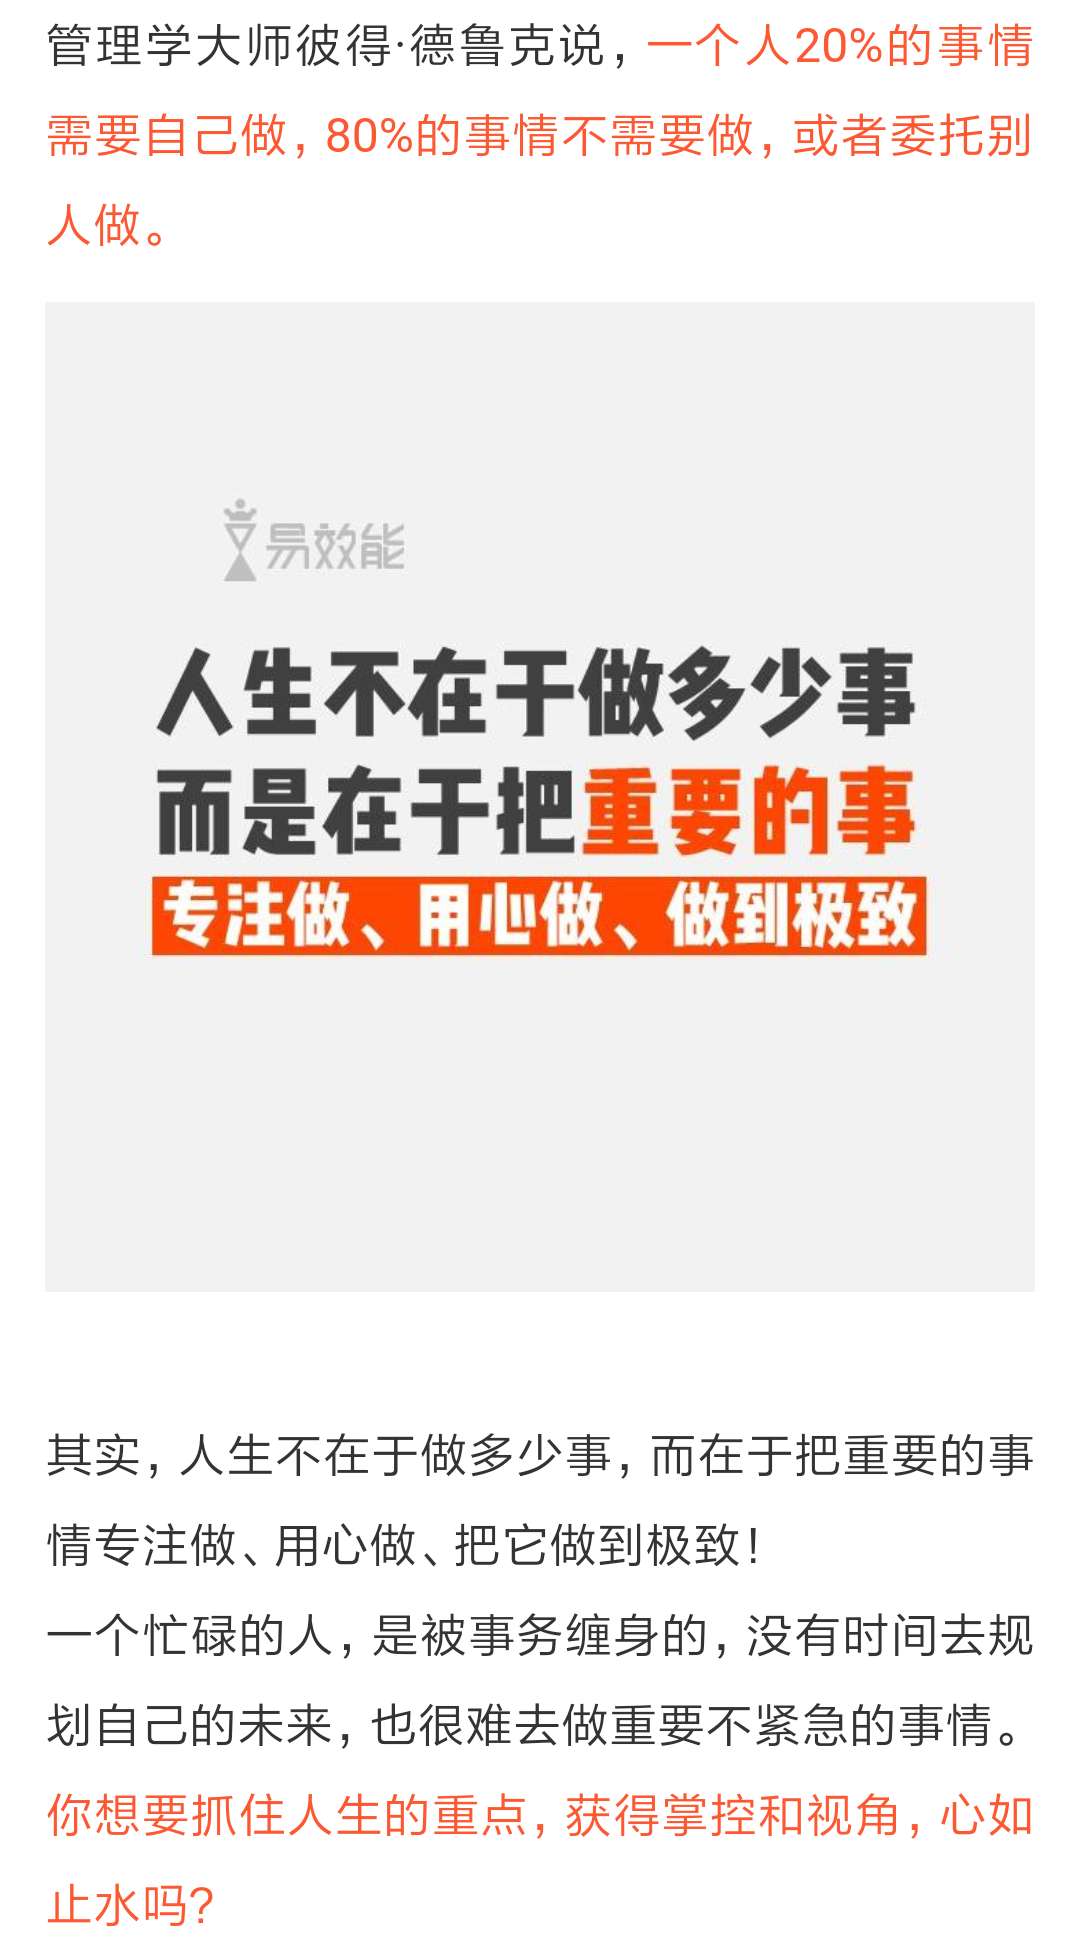 管理学大师彼得·德鲁克说，一个人20%的事情
需要自己做，80%的事情不需要做，或者委托别
人做。
易效能
人生不在于做多少事
而是在于把重要的事
专注做、用心做、做到极致
其实，人生不在于做多少事，而在于把重要的事
情专注做、用心做、把它做到极致！
一个忙碌的人，是被事务缠身的，没有时间去规
划自己的未来，也很难去做重要不紧急的事情。
你想要抓住人生的重点，获得掌控和视角，心如
止水吗？